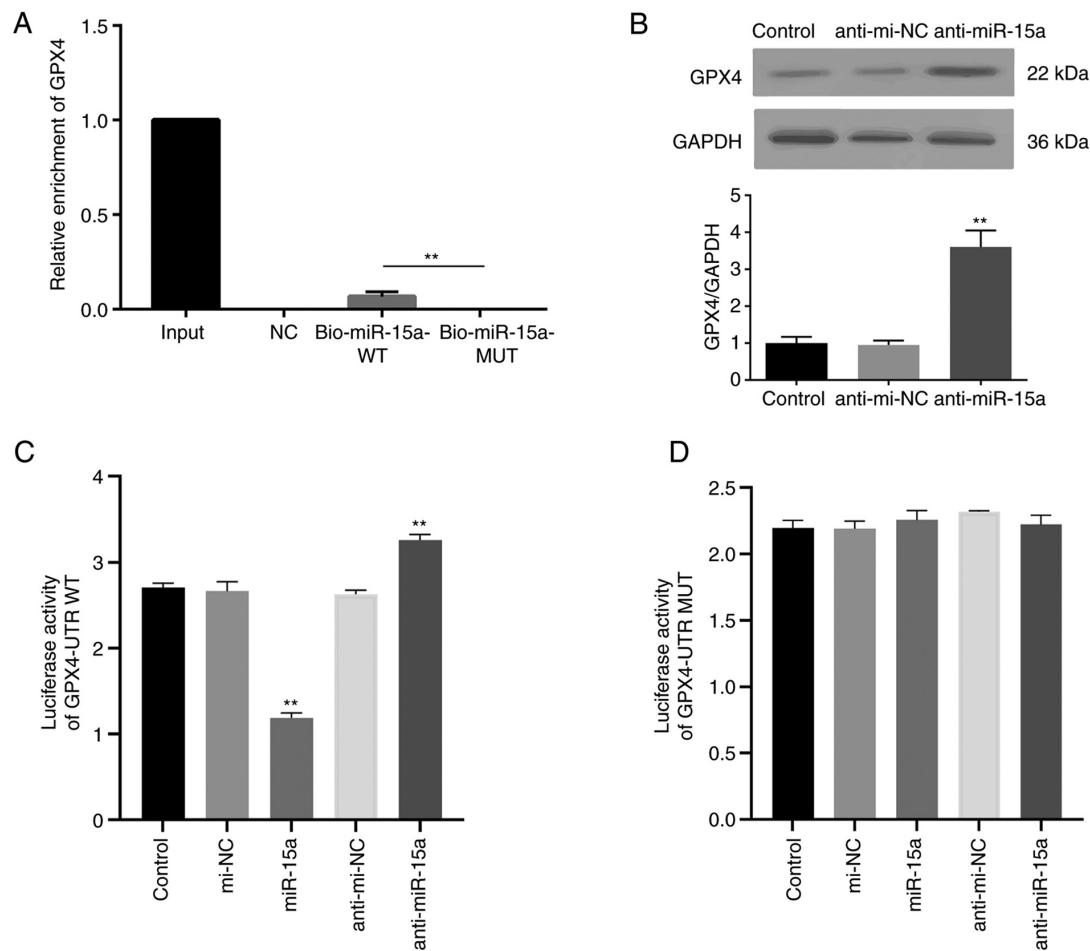 A
Relative enrichment of GPX4
1.5
1.0
0.5
0.0
**
Input
NC
Bio-miR-15a-
WT
Bio-miR-15a-
MUT
B
Control anti-mi-NC anti-miR-15a
GPX4 22 kDa
GAPDH 36 kDa
GPX4/GAPDH
5
4
3
2
1
0
**
Control anti-mi-NC anti-miR-15a
C
Luciferase activity
of GPX4-UTR WT
4
3
2
1
0
**
**
Control
mi-NC
miR-15a
anti-mi-NC
anti-miR-15a
D
Luciferase activity
of GPX4-UTR MUT
2.5
2.0
1.5
1.0
0.5
0.0
Control
mi-NC
miR-15a
anti-mi-NC
anti-miR-15a